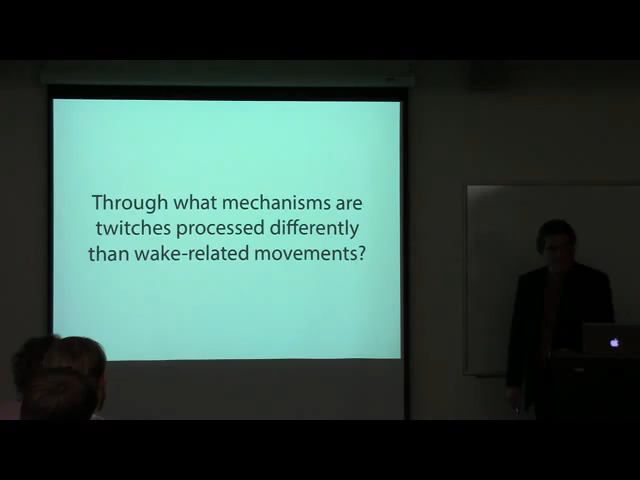 Through what mechanisms are
twitches processed differently
than wake-related movements?